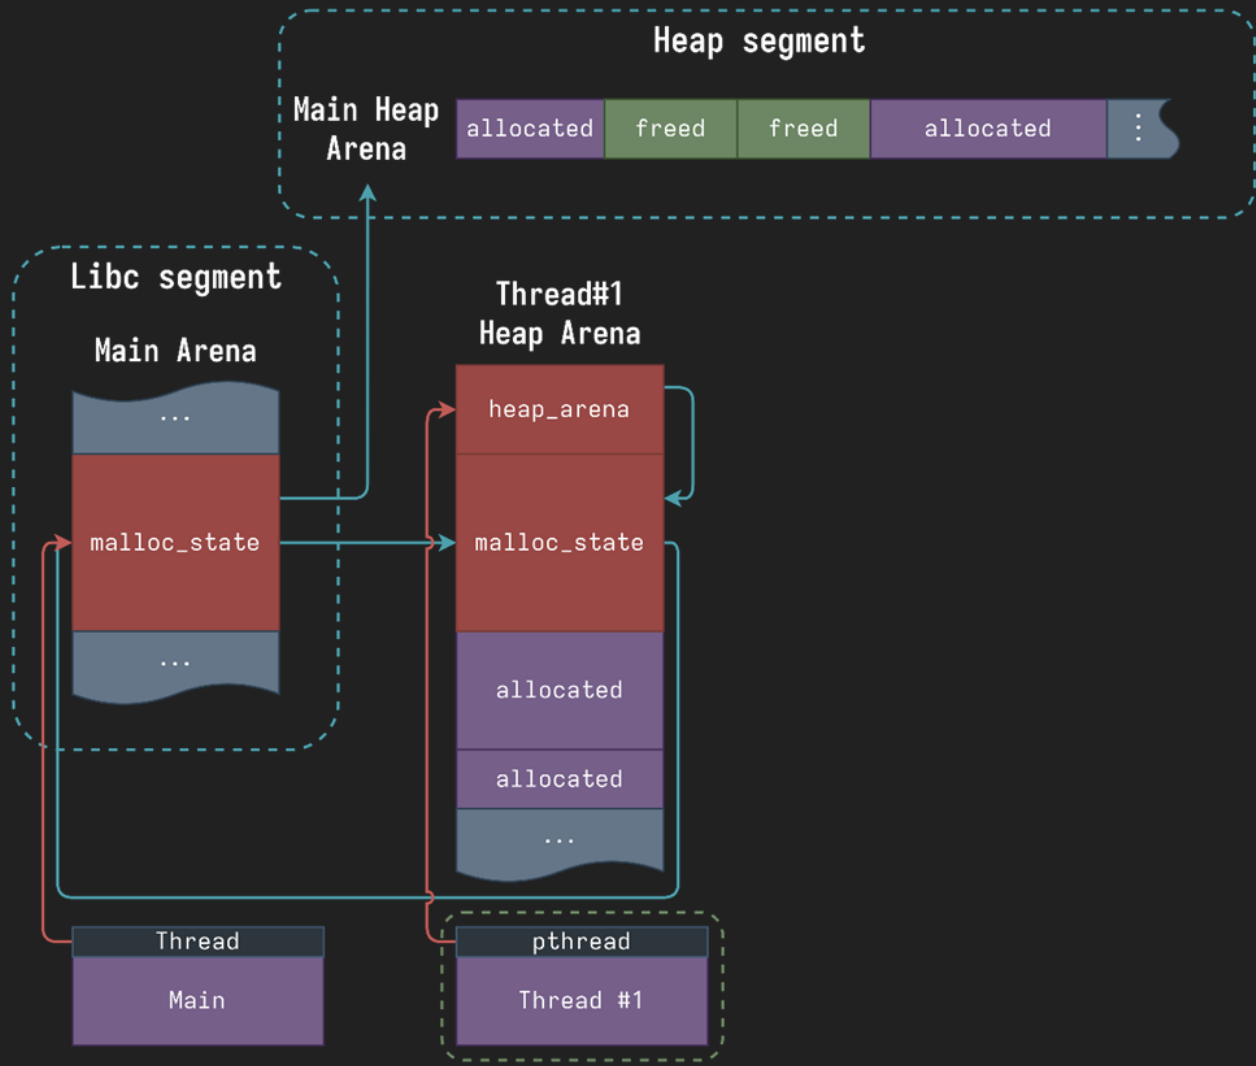 Heap segment
Main Heap
Arena
allocated
freed
freed
allocated
⋮
Libc segment
Main Arena
...
malloc_state
...
Thread#1
Heap Arena
heap_arena
malloc_state
allocated
allocated
...
Thread
Main
pthread
Thread #1